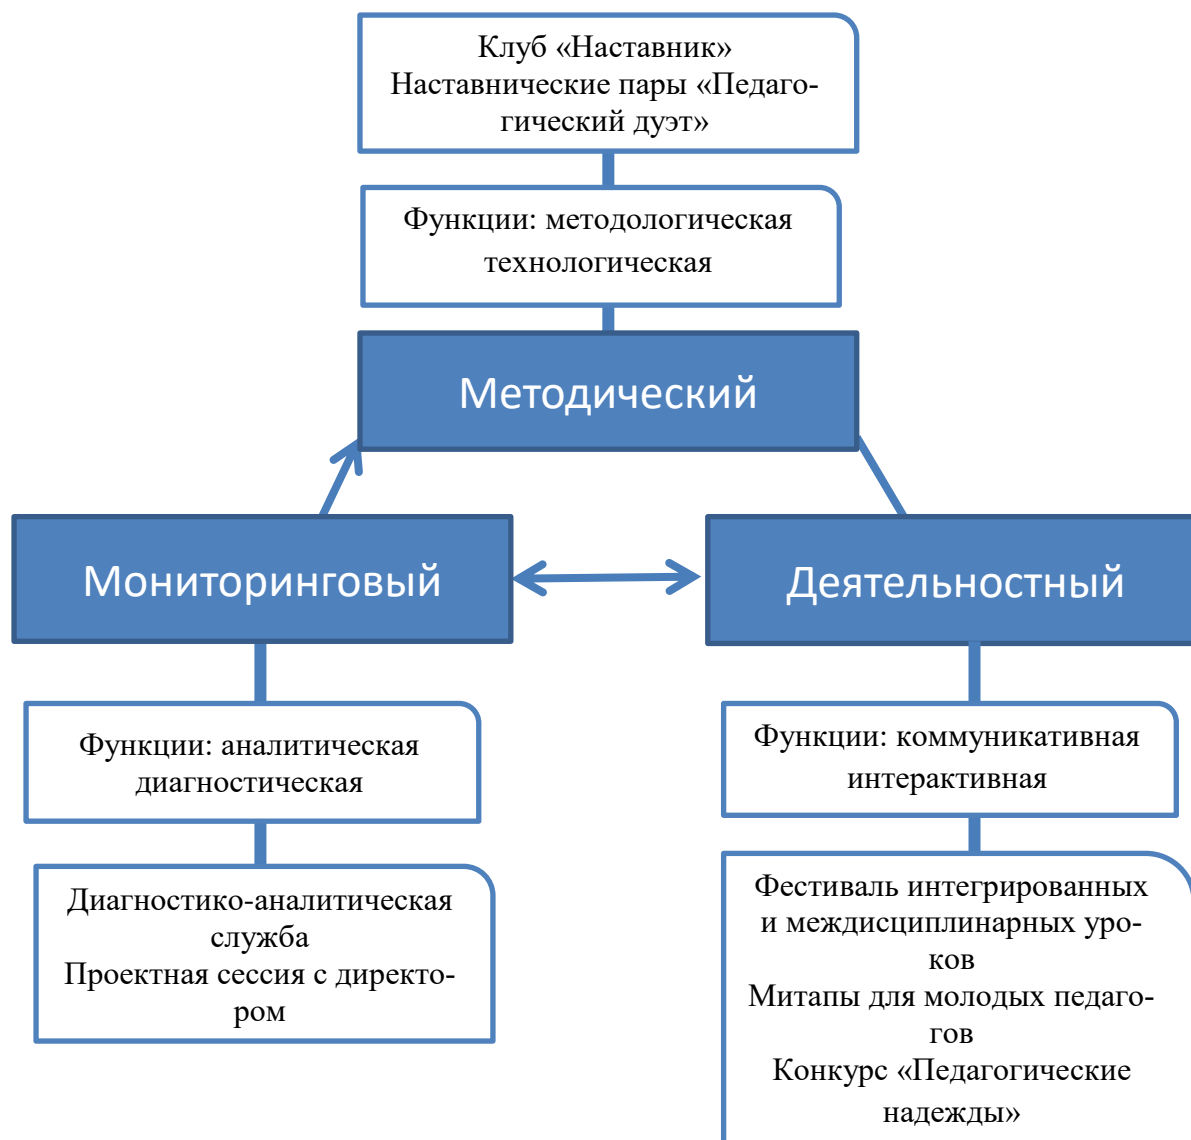 Клуб «Наставник»
Наставнические пары «Педаго-
гический дуэт»
Функции: методологическая
технологическая
Методический
Мониторинговый
Деятельностный
Функции: аналитическая
диагностическая
Функции: коммуникативная
интерактивная
Диагностико-аналитическая
служба
Проектная сессия с директо-
ром
Фестиваль интегрированных
и междисциплинарных уро-
ков
Митапы для молодых педаго-
гов
Конкурс «Педагогические
надежды»